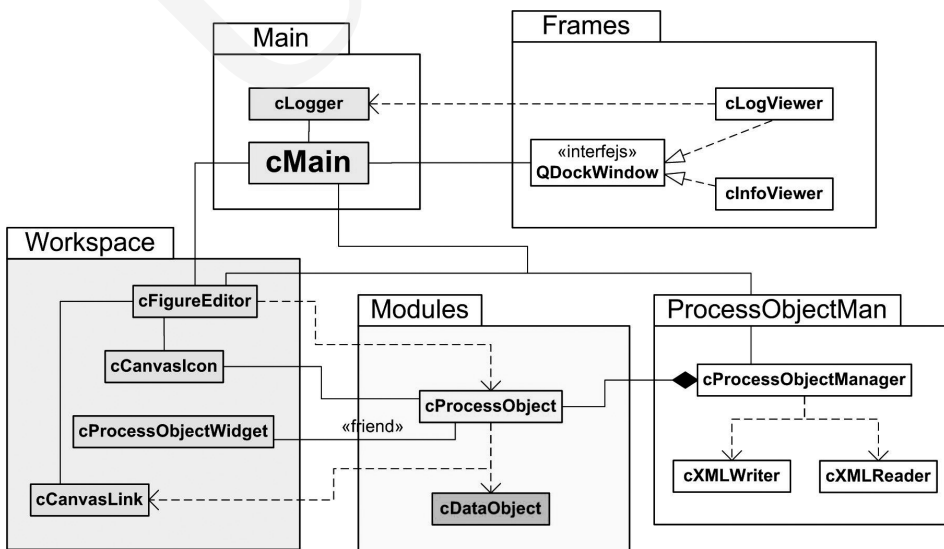 Main
Frames
cLogger
cLogViewer
cMain
«interfejs»
QDockWindow
cInfoViewer
Workspace
cFigureEditor
Modules
ProcessObjectMan
cCanvasIcon
cProcessObjectManager
cProcessObject
cProcessObjectWidget
«friend»
cXMLWriter
cXMLReader
cCanvasLink
cDataObject